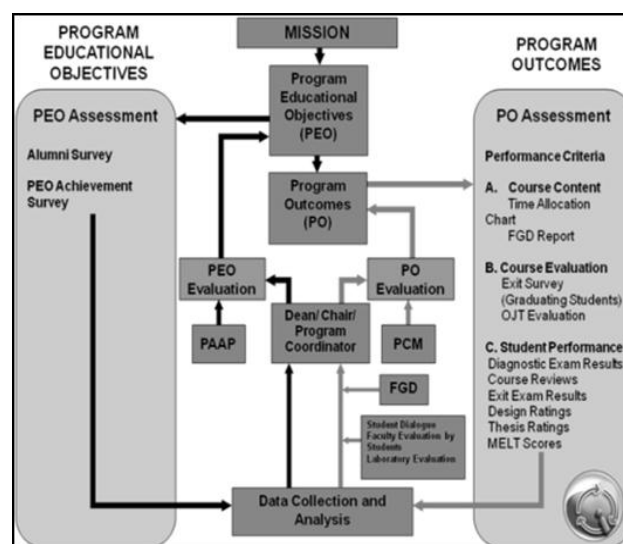 PROGRAM
EDUCATIONAL
OBJECTIVES
PEO Assessment
Alumni Survey
PEO Achievement
Survey
MISSION
Program
Educational
Objectives
(PEO)
Program
Outcomes
(PO)
PEO
Evaluation
PO
Evaluation
PAAP
Dean/ Chair/
Program
Coordinator
PCM
FGD
Student Dialogue
Faculty Evaluation by
Students
Laboratory Evaluation
Data Collection and
Analysis
PROGRAM
OUTCOMES
PO Assessment
Performance Criteria
A. Course Content
Time Allocation
Chart
FGD Report
B. Course Evaluation
Exit Survey
(Graduating Students)
OJT Evaluation
C. Student Performance
Diagnostic Exam Results
Course Reviews
Exit Exam Results
Design Ratings
Thesis Ratings
MELT Scores